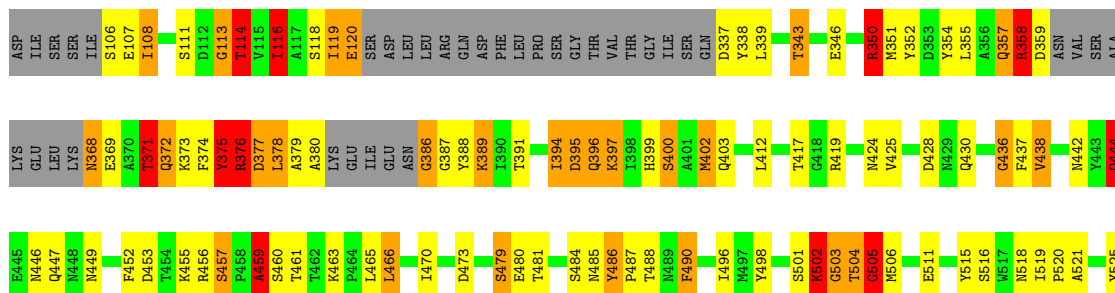 ASP ILE SER SER ILE S106 E107 I108 S111 D112 G113 T114 V115 I116 A117 S118 I119 E120 SER ASP LEU LEU ARG GLN ASP PHE LEU PRO SER GLY THR VAL THR GLY ILE SER GLN D337 Y338 L339 T343 E346 R350 M351 Y352 D353 Y354 L355 A356 Q357 R358 D359 ASN VAL SER ALA
LYS GLU LEU LYS N368 E369 A370 T371 Q372 K373 F374 Y375 R376 D377 L378 A379 A380 LYS GLU ILE GLU ASN G386 G387 Y388 K389 I390 T391 I394 D395 Q396 K397 I398 H399 S400 A401 M402 Q403 L412 T417 G418 R419 N424 V425 D428 N429 Q430 G436 F437 V438 N442 Y443
E445 N446 Q447 N448 N449 F452 D453 T454 K455 R456 S457 P458 A459 S460 T461 T462 K463 P464 L465 L466 I470 D473 S479 E480 T481 S484 N485 Y486 P487 T488 N489 F490 I496 M497 Y498 S501 K502 G503 T504 G505 M506 E511 Y515 S516 W517 N518 I519 P520 A521